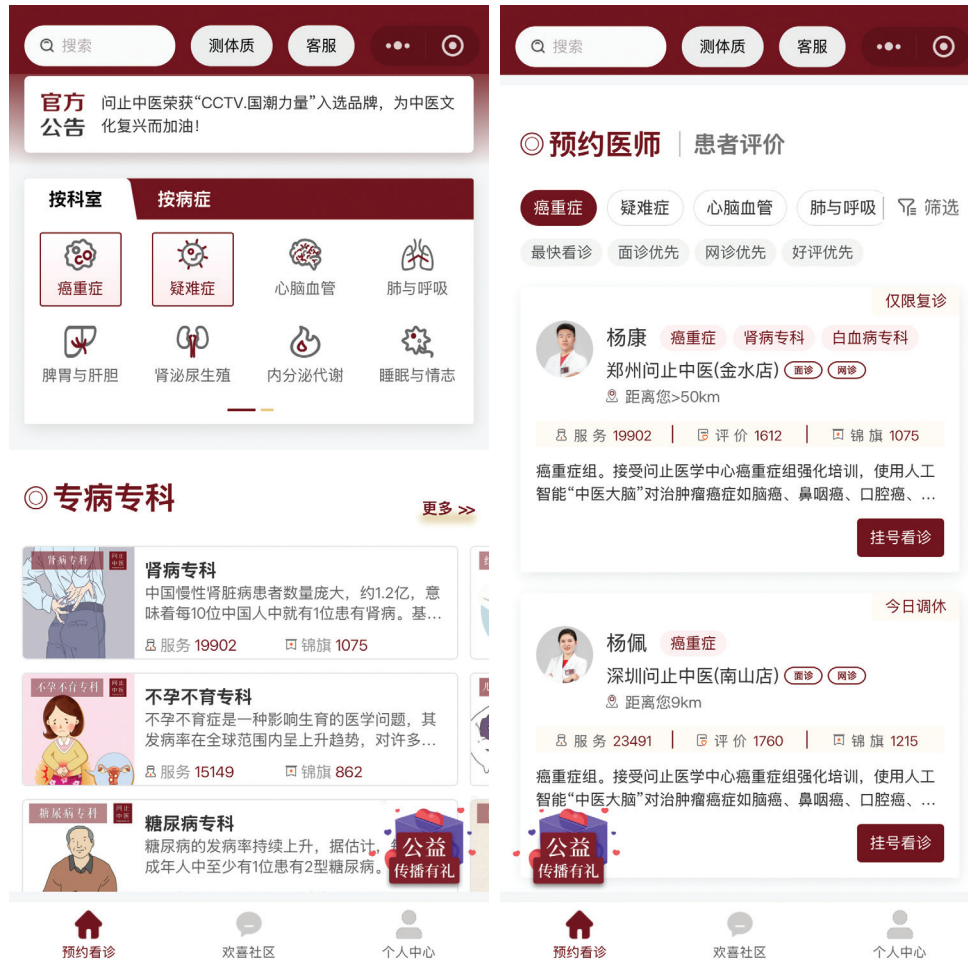 搜索
测体质
客服
官方
公告
问止中医荣获“CCTV.国潮力量”入选品牌，为中医文
化复兴而加油！
按科室
按病症
癌重症
疑难症
心脑血管
肺与呼吸
脾胃与肝胆
肾泌尿生殖
内分泌代谢
睡眠与情志
专病专科
更多 >>
肾病专科
问止
中医
肾病专科
中国慢性肾脏病患者数量庞大，约1.2亿，意
味着每10位中国人中就有1位患有肾病。基...
服务 19902
锦旗 1075
不孕不育专科
问止
中医
不孕不育专科
不孕不育症是一种影响生育的医学问题，其
发病率在全球范围内呈上升趋势，对许多...
服务 15149
锦旗 862
糖尿病专科
问止
中医
糖尿病专科
糖尿病的发病率持续上升，据估计，
成年人中至少有1位患有2型糖尿病。
公益
传播有礼
预约看诊
欢喜社区
个人中心
搜索
测体质
客服
预约医师
患者评价
癌重症
疑难症
心脑血管
肺与呼吸
筛选
最快看诊
面诊优先
网诊优先
好评优先
仅限复诊
杨康
癌重症
肾病专科
白血病专科
郑州问止中医(金水店)
面诊
网诊
距离您>50km
服务 19902
评价 1612
锦旗 1075
癌重症组。接受问止医学中心癌重症组强化培训，使用人工
智能“中医大脑”对治肿瘤癌症如脑癌、鼻咽癌、口腔癌、...
挂号看诊
今日调休
杨佩
癌重症
深圳问止中医(南山店)
面诊
网诊
距离您9km
服务 23491
评价 1760
锦旗 1215
癌重症组。接受问止医学中心癌重症组强化培训，使用人工
智能“中医大脑”对治肿瘤癌症如脑癌、鼻咽癌、口腔癌、...
挂号看诊
公益
传播有礼
预约看诊
欢喜社区
个人中心